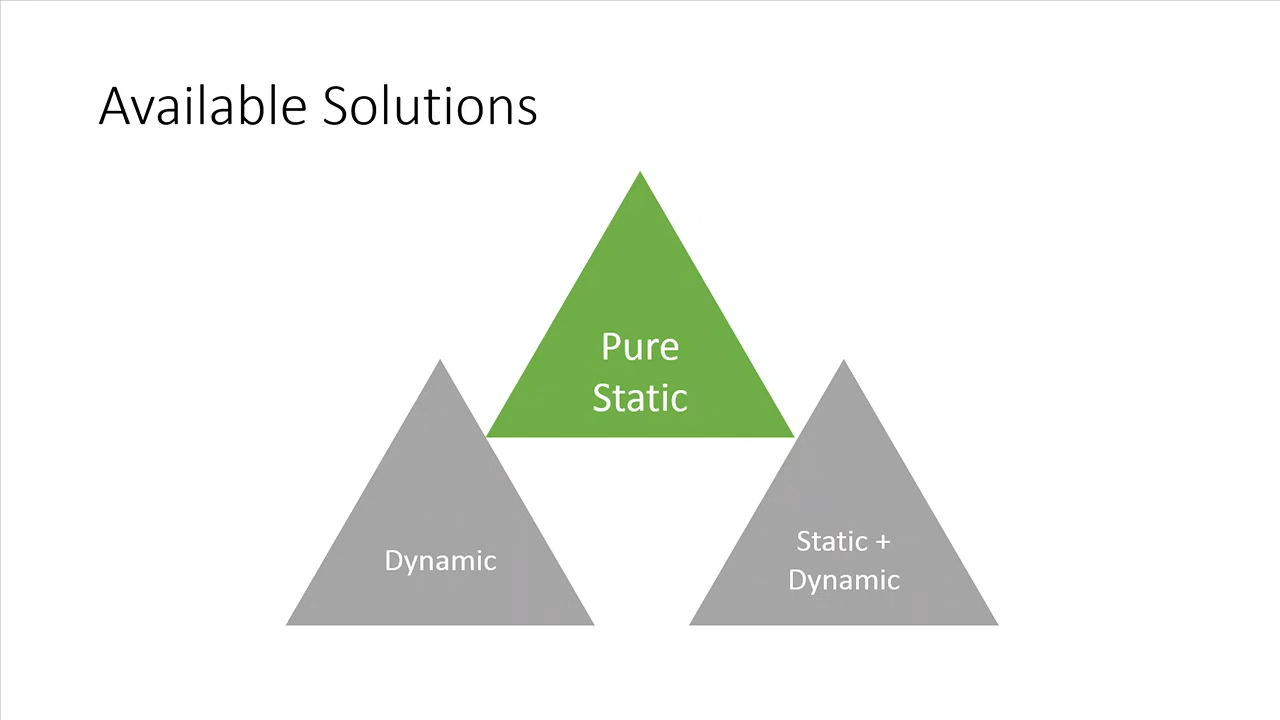 Available Solutions
Pure
Static
Dynamic
Static +
Dynamic